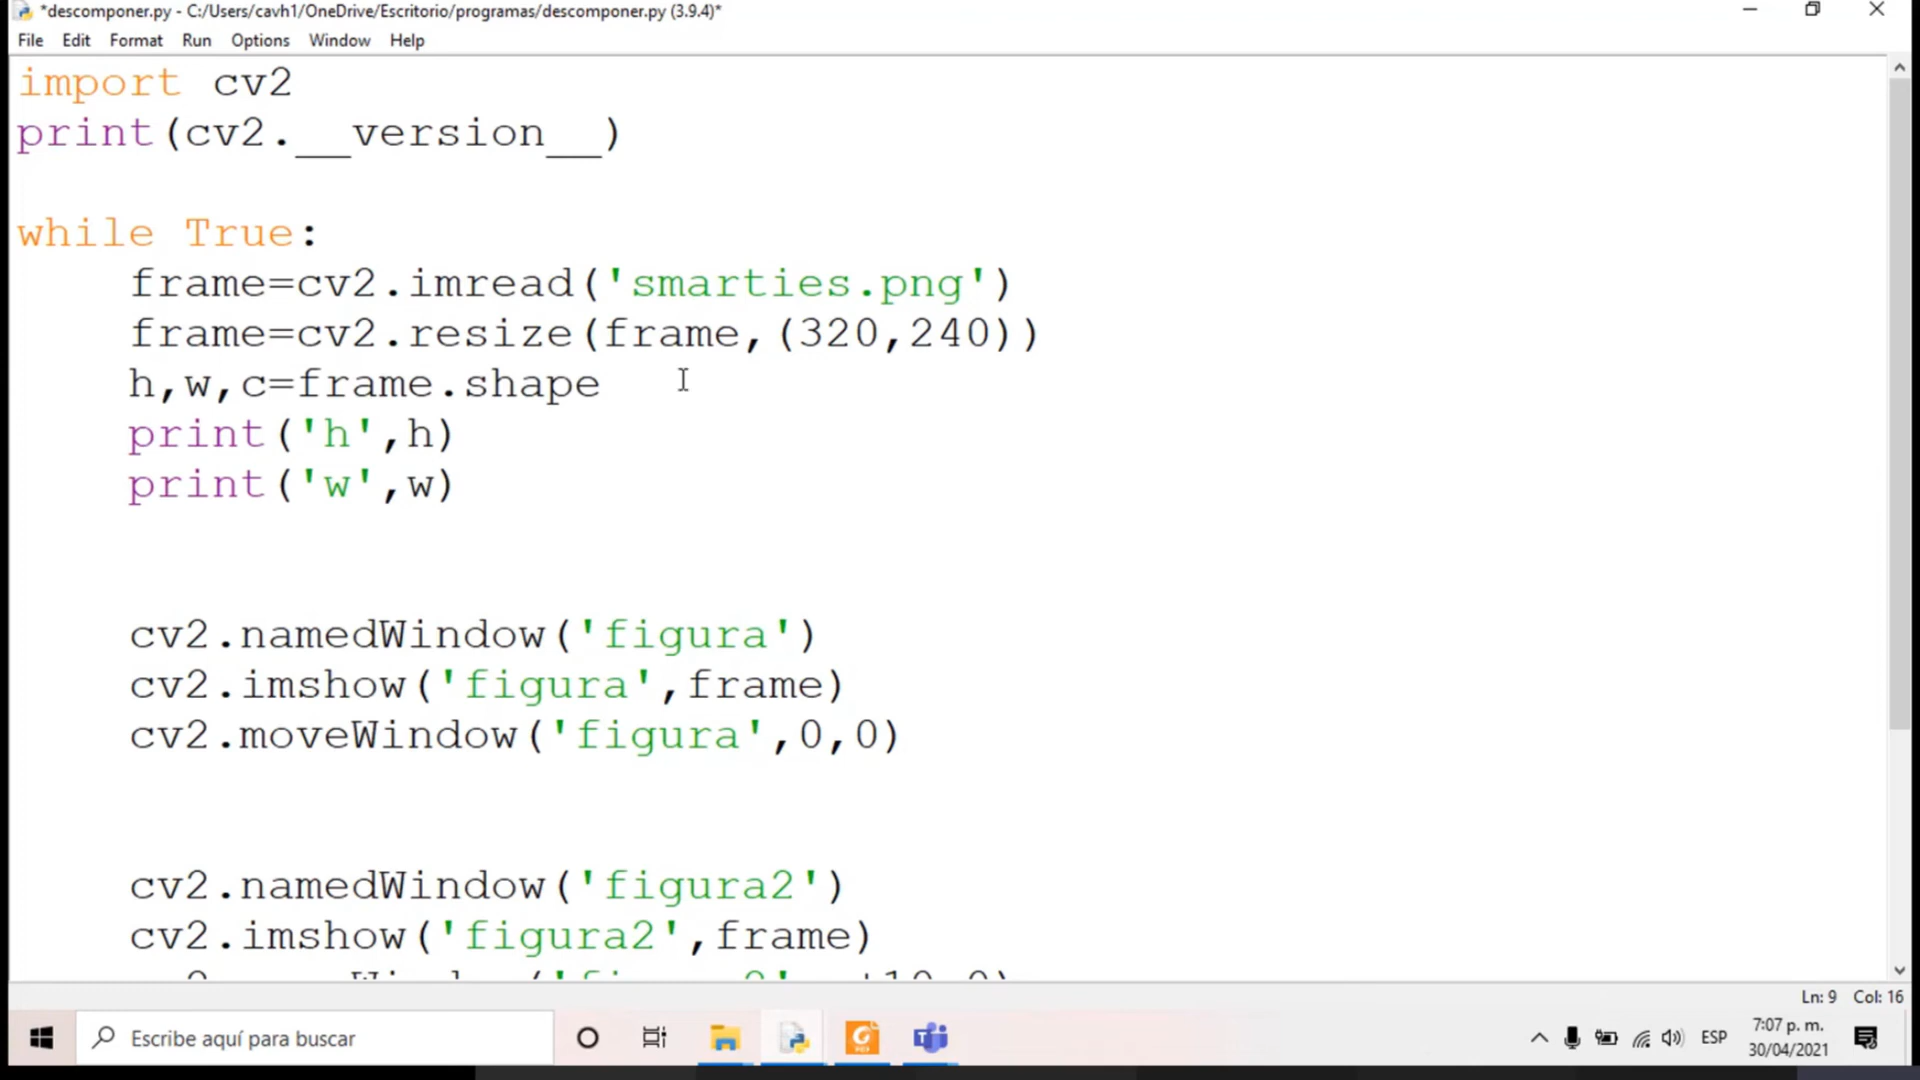 *descomponer.py - C:/Users/cavh1/OneDrive/Escritorio/programas/descomponer.py (3.9.4)*
File Edit Format Run Options Window Help
import cv2
print(cv2.__version__)
while True:
frame=cv2.imread('smarties.png')
frame=cv2.resize(frame,(320,240))
h,w,c=frame.shape
print('h',h)
print('w',w)
cv2.namedWindow('figura')
cv2.imshow('figura',frame)
cv2.moveWindow('figura',0,0)
cv2.namedWindow('figura2')
cv2.imshow('figura2',frame)
Ln: 9 Col: 16
Escribe aquí para buscar
ESP
7:07 p. m.
30/04/2021